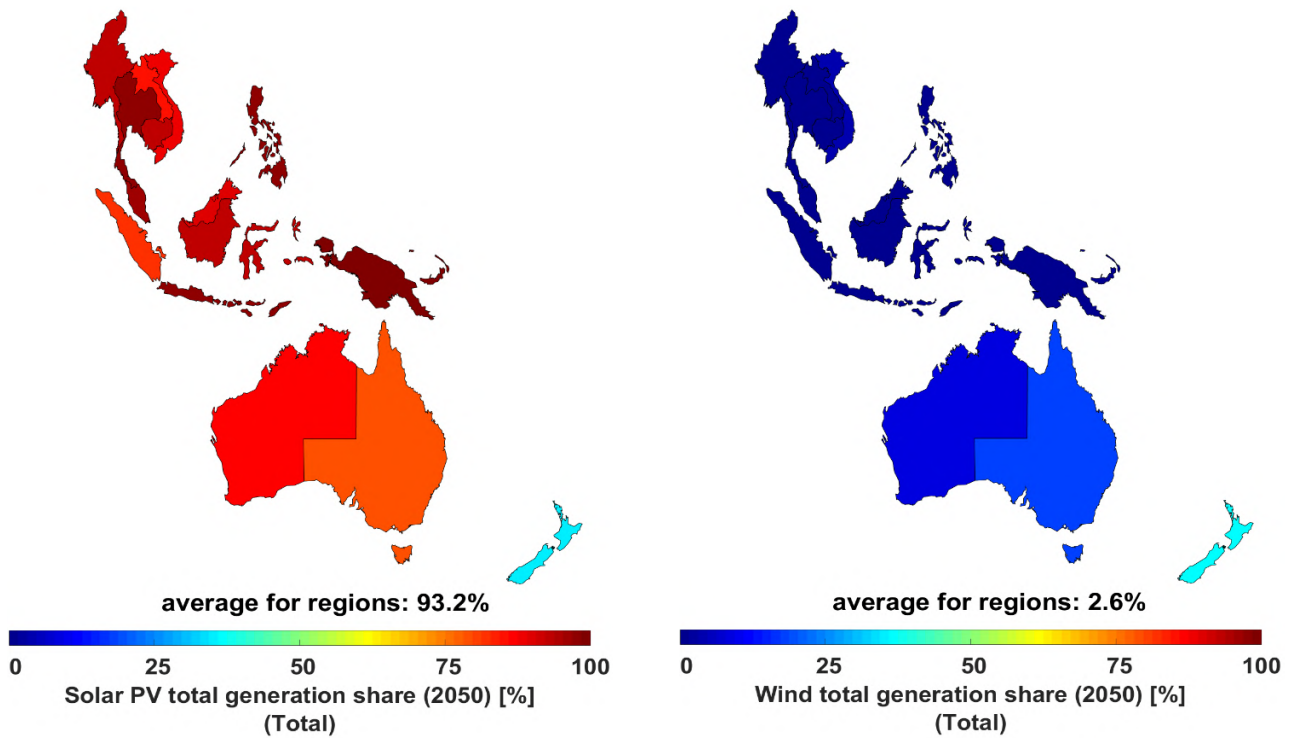 average for regions: 93.2%
0 25 50 75 100
Solar PV total generation share (2050) [%]
(Total)
average for regions: 2.6%
0 25 50 75 100
Wind total generation share (2050) [%]
(Total)